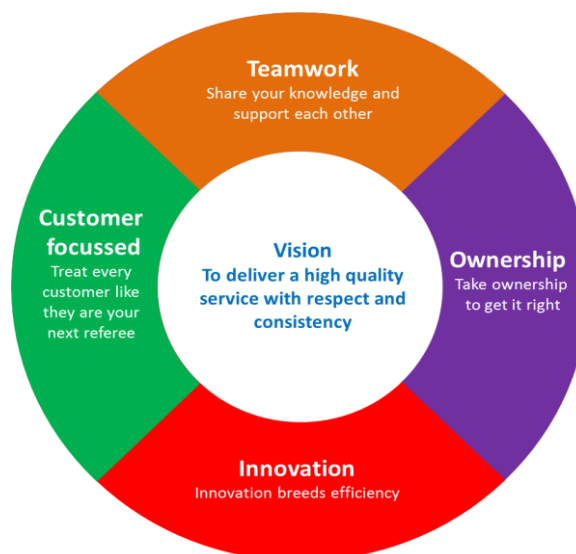 Teamwork
Share your knowledge and
support each other
Customer
focussed
Treat every
customer like
they are your
next referee
Vision
To deliver a high quality
service with respect and
consistency
Ownership
Take ownership
to get it right
Innovation
Innovation breeds efficiency